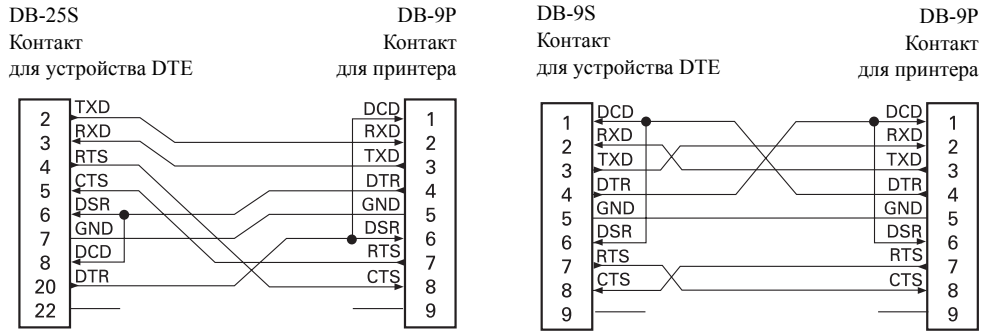 DB-25S
DB-9P
Контакт
Контакт
для устройства DTE
для принтера
2 TXD DCD 1
3 RXD RXD 2
4 RTS TXD 3
5 CTS DTR 4
6 DSR GND 5
7 GND DSR 6
8 DCD RTS 7
20 DTR CTS 8
22 9
DB-9S
DB-9P
Контакт
Контакт
для устройства DTE
для принтера
1 DCD DCD 1
2 RXD RXD 2
3 TXD TXD 3
4 DTR DTR 4
5 GND GND 5
6 DSR DSR 6
7 RTS RTS 7
8 CTS CTS 8
9 9